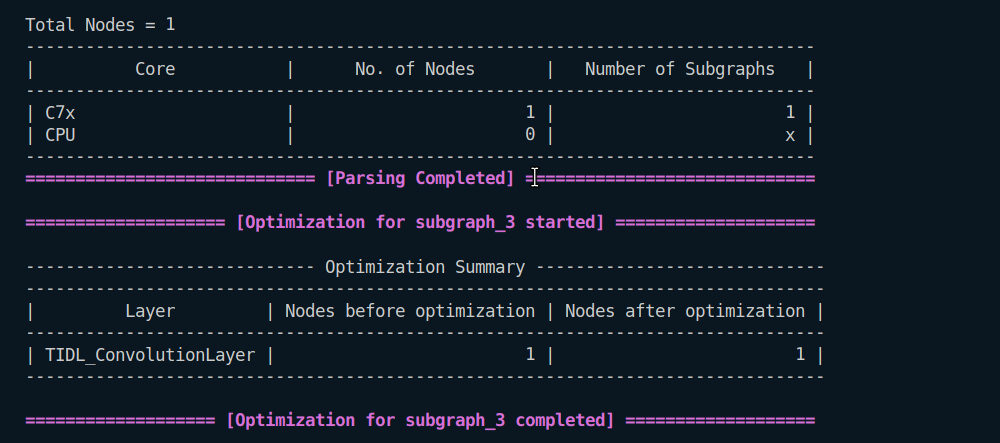 Total Nodes = 1
-------------------------------------------------------------------------------
|          Core           |      No. of Nodes       |   Number of Subgraphs   |
-------------------------------------------------------------------------------
| C7x                     |                       1 |                       1 |
| CPU                     |                       0 |                       x |
-------------------------------------------------------------------------------
============================= [Parsing Completed] =============================
==================== [Optimization for subgraph_3 started] ====================
----------------------------- Optimization Summary -----------------------------
--------------------------------------------------------------------------------
|         Layer         | Nodes before optimization | Nodes after optimization |
--------------------------------------------------------------------------------
| TIDL_ConvolutionLayer |                         1 |                        1 |
--------------------------------------------------------------------------------
=================== [Optimization for subgraph_3 completed] ===================